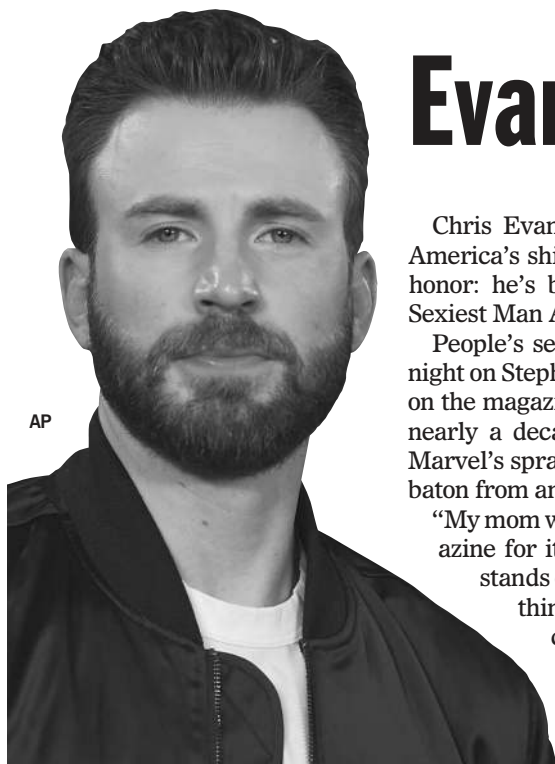 Evan
Chris Evan
America's shi
honor: he's b
Sexiest Man A
People's se
night on Steph
on the magazi
nearly a deca
Marvel's spra
baton from an
"My mom w
azine for it
stands
thin
c
AP